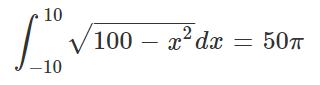 ∫_{-10}^{10} √(100 − x²) dx = 50π